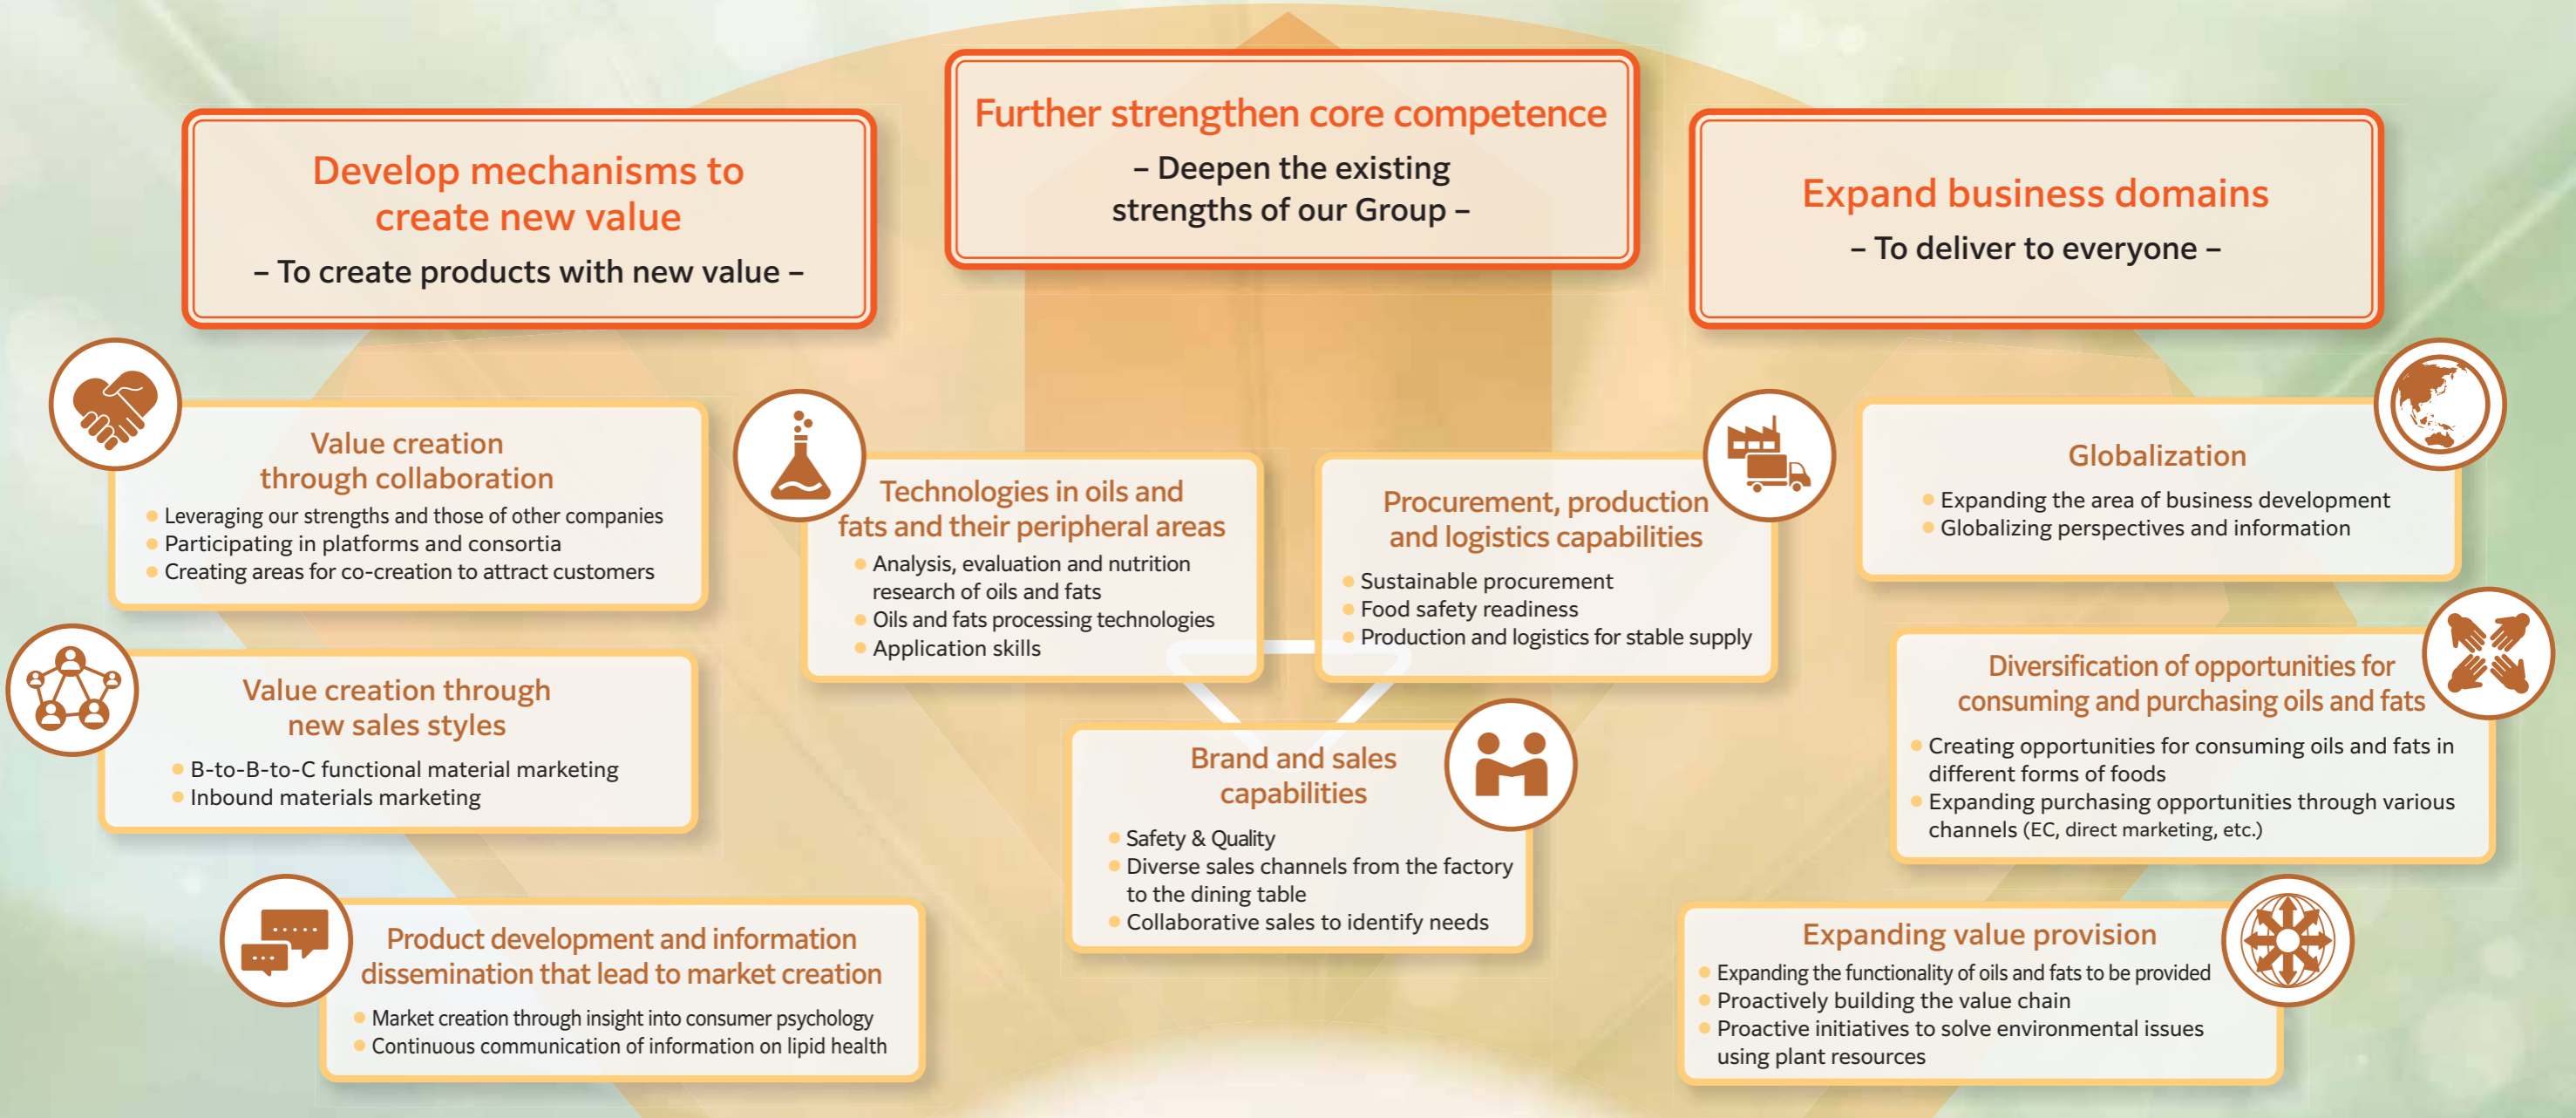 Develop mechanisms to
create new value
– To create products with new value –
Further strengthen core competence
– Deepen the existing
strengths of our Group –
Expand business domains
– To deliver to everyone –
Value creation
through collaboration
● Leveraging our strengths and those of other companies
● Participating in platforms and consortia
● Creating areas for co-creation to attract customers
Value creation through
new sales styles
● B-to-B-to-C functional material marketing
● Inbound materials marketing
Product development and information
dissemination that lead to market creation
● Market creation through insight into consumer psychology
● Continuous communication of information on lipid health
Technologies in oils and
fats and their peripheral areas
● Analysis, evaluation and nutrition
research of oils and fats
● Oils and fats processing technologies
● Application skills
Procurement, production
and logistics capabilities
● Sustainable procurement
● Food safety readiness
● Production and logistics for stable supply
Brand and sales
capabilities
● Safety & Quality
● Diverse sales channels from the factory
to the dining table
● Collaborative sales to identify needs
Globalization
● Expanding the area of business development
● Globalizing perspectives and information
Diversification of opportunities for
consuming and purchasing oils and fats
● Creating opportunities for consuming oils and fats in
different forms of foods
● Expanding purchasing opportunities through various
channels (EC, direct marketing, etc.)
Expanding value provision
● Expanding the functionality of oils and fats to be provided
● Proactively building the value chain
● Proactive initiatives to solve environmental issues
using plant resources